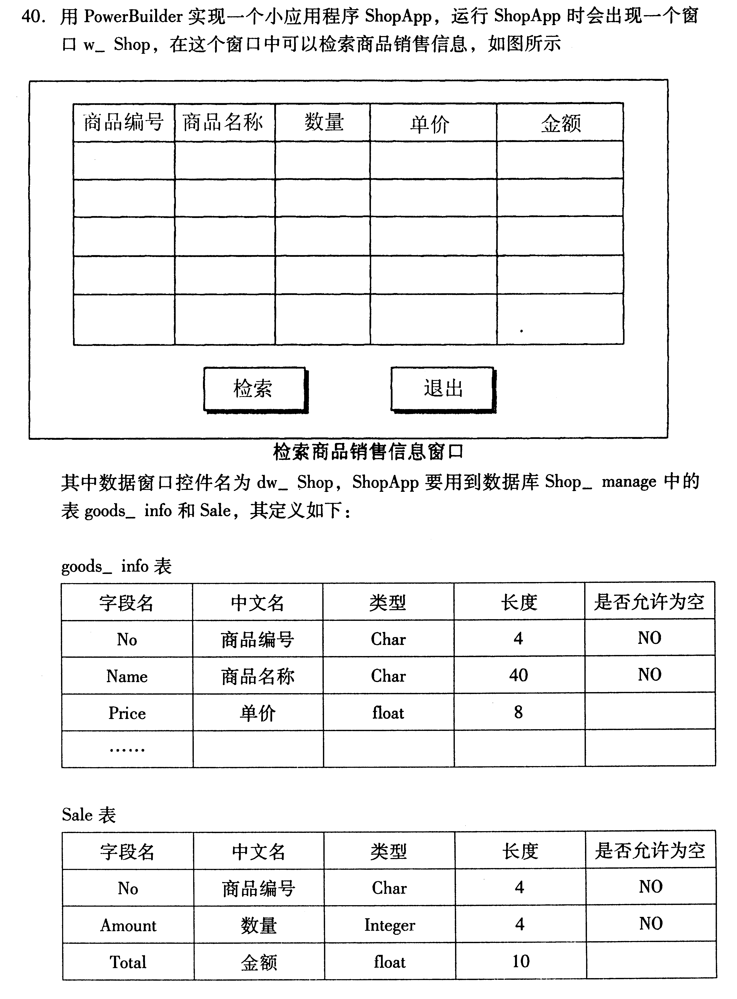 40. 用 PowerBuilder 实现一个小应用程序 ShopApp，运行 ShopApp 时会出现一个窗
口 w_ Shop，在这个窗口中可以检索商品销售信息，如图所示
商品编号 商品名称 数量 单价 金额
检索 退出
检索商品销售信息窗口
其中数据窗口控件名为 dw_ Shop，ShopApp 要用到数据库 Shop_ manage 中的
表 goods_ info 和 Sale，其定义如下：
goods_ info 表
字段名 中文名 类型 长度 是否允许为空
No 商品编号 Char 4 NO
Name 商品名称 Char 40 NO
Price 单价 float 8
······
Sale 表
字段名 中文名 类型 长度 是否允许为空
No 商品编号 Char 4 NO
Amount 数量 Integer 4 NO
Total 金额 float 10